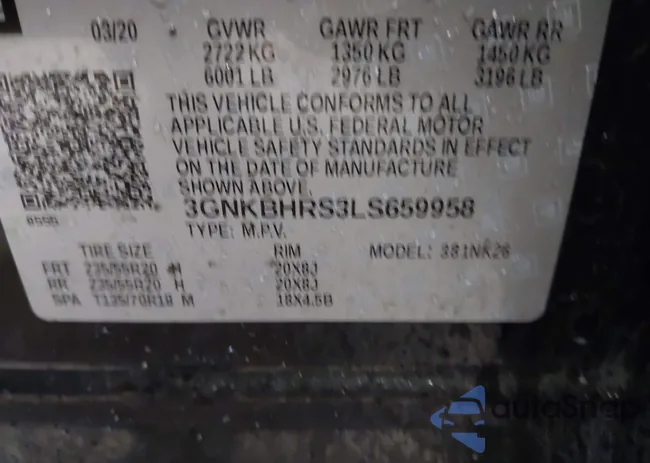 03/20 GVWR GAWR FRT GAWR RR
2722 KG 1350 KG 1450 KG
6001 LB 2976 LB 3196 LB
THIS VEHICLE CONFORMS TO ALL
APPLICABLE U.S. FEDERAL MOTOR
VEHICLE SAFETY STANDARDS IN EFFECT
ON THE DATE OF MANUFACTURE
SHOWN ABOVE.
3GNKBHRS3LS659958
TYPE: M.P.V.
TIRE SIZE RIM MODEL: 381NK26
FRT 235/55R20 H 20X8J
RR 235/55R20 H 20X8J
SPA T135/70R18 M 18X4.5B